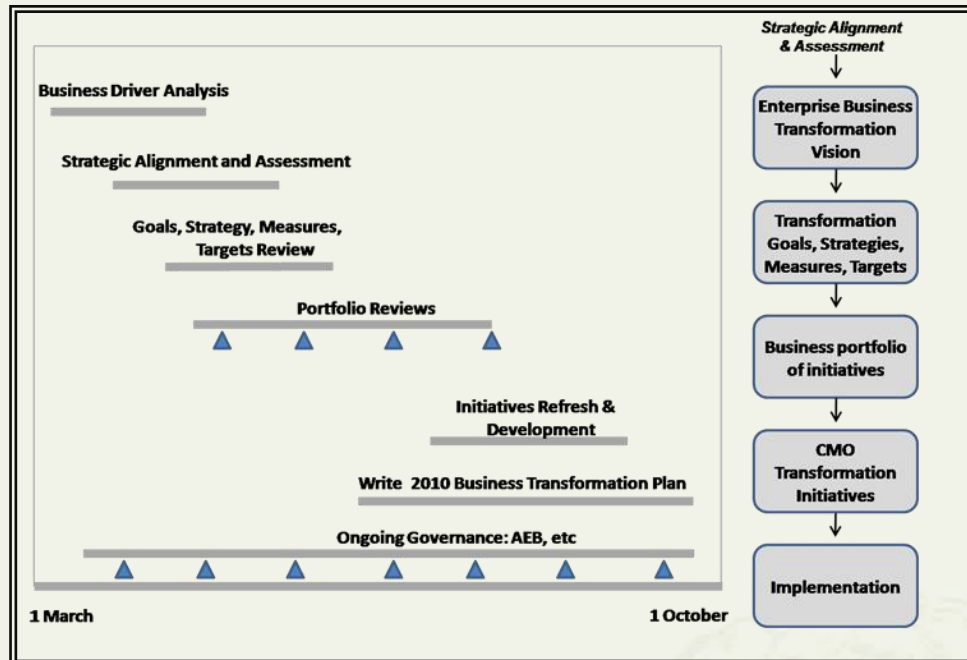 Business Driver Analysis
Strategic Alignment and Assessment
Goals, Strategy, Measures,
Targets Review
Portfolio Reviews
Initiatives Refresh &
Development
Write 2010 Business Transformation Plan
Ongoing Governance: AEB, etc
1 March
1 October
Strategic Alignment
& Assessment
Enterprise Business
Transformation
Vision
Transformation
Goals, Strategies,
Measures, Targets
Business portfolio
of initiatives
CMO
Transformation
Initiatives
Implementation